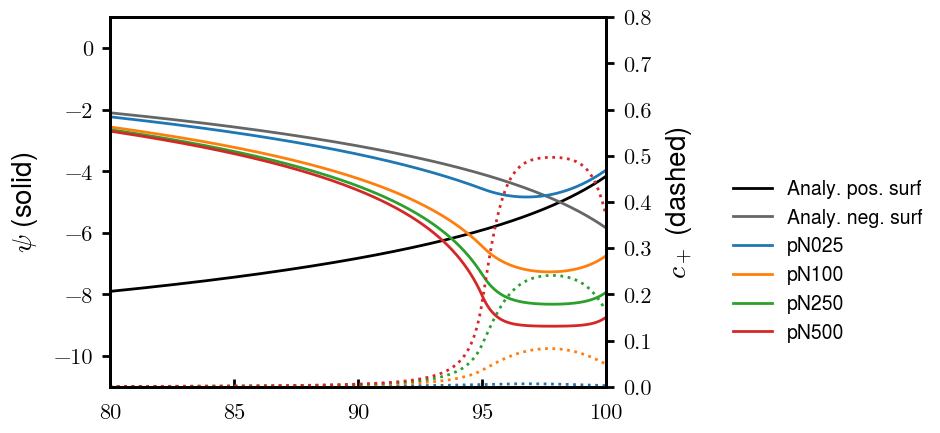 ψ (solid)
0
−2
−4
−6
−8
−10
80
85
90
95
100
0.8
0.7
0.6
0.5
0.4
0.3
0.2
0.1
0.0
c₊ (dashed)
Analy. pos. surf
Analy. neg. surf
pN025
pN100
pN250
pN500